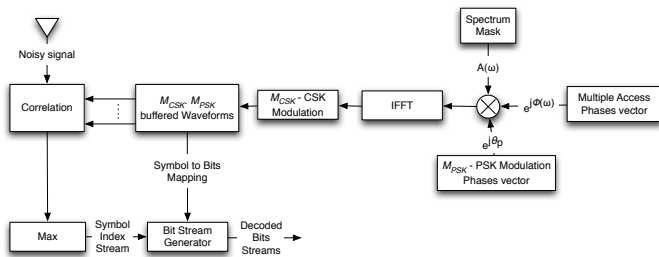 Spectrum
Mask
Noisy signal
A(ω)
Correlation
M_CSK. M_PSK
buffered Waveforms
M_CSK - CSK
Modulation
IFFT
e^jΦ(ω)
Multiple Access
Phases vector
e^jθp
Symbol to Bits
Mapping
M_PSK - PSK Modulation
Phases vector
Max
Symbol
Index
Stream
Bit Stream
Generator
Decoded
Bits
Streams